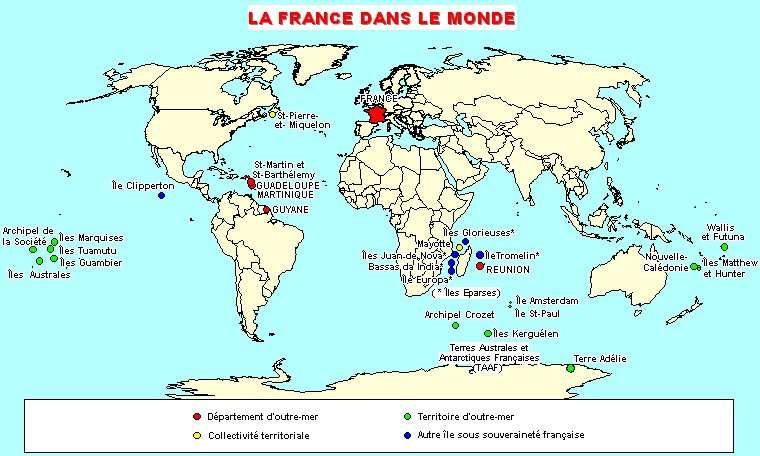 LA FRANCE DANS LE MONDE
FRANCE
St-Pierre-
et- Miquelon
St-Martin et
St-Barthélemy
GUADELOUPE
MARTINIQUE
Île Clipperton
GUYANE
Archipel de
la Société
Îles Marquises
Îles Tuamutu
Îles Guambier
Îles Australes
Îles Glorieuses*
Mayotte
Îles Juan de Nova*
Bassas da India*
Île Europa*
(* Îles Eparses)
ÎleTromelin*
REUNION
Wallis
et Futuna
Nouvelle-
Calédonie
Îles Matthew
et Hunter
Île Amsterdam
Île St-Paul
Archipel Crozet
Îles Kerguélen
Terres Australes et
Antarctiques Françaises
(TAAF)
Terre Adélie
Département d'outre-mer
Territoire d'outre-mer
Collectivité territoriale
Autre île sous souveraineté française